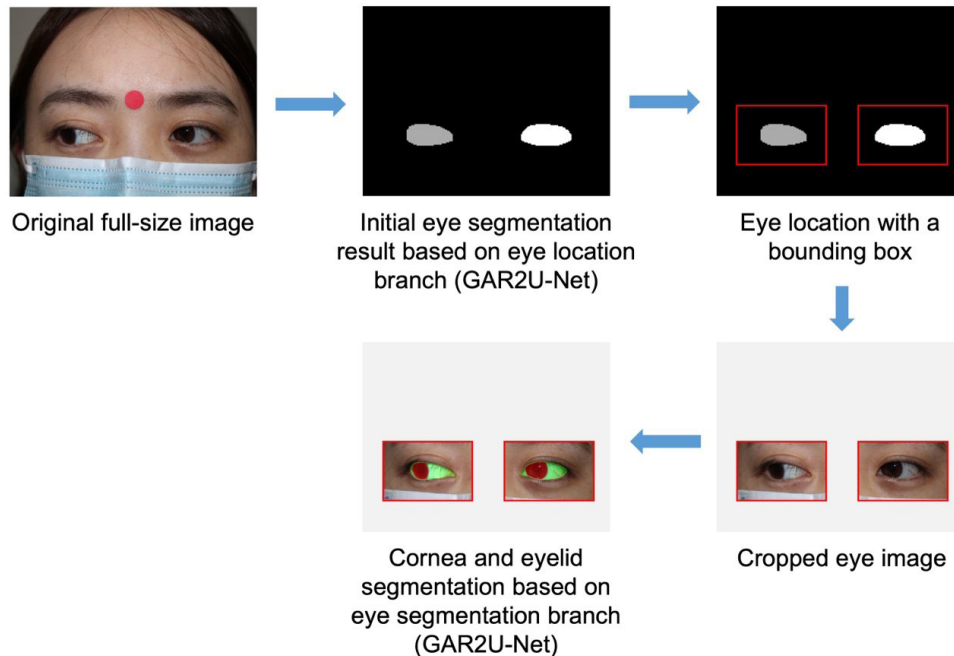 Original full-size image
Initial eye segmentation
result based on eye location
branch (GAR2U-Net)
Eye location with a
bounding box
Cropped eye image
Cornea and eyelid
segmentation based on
eye segmentation branch
(GAR2U-Net)